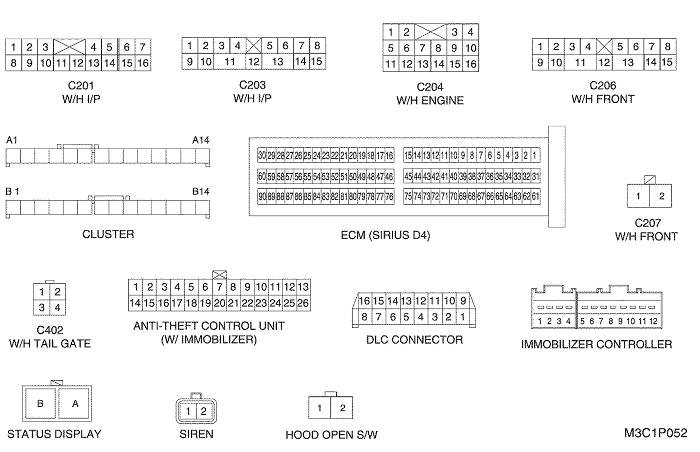 1 2 3 4 5 6 7
8 9 10 11 12 13 14 15 16
C201
W/H I/P
1 2 3 4 5 6 7 8
9 10 11 12 13 14 15
C203
W/H I/P
1 2 3 4
5 6 7 8 9 10
11 12 13 14 15 16
C204
W/H ENGINE
1 2 3 4 5 6 7 8
9 10 11 12 13 14 15
C206
W/H FRONT
A1 A14
B 1 B14
CLUSTER
30 29 28 27 26 25 24 23 22 21 20 19 18 17 16 15 14 13 12 11 10 9 8 7 6 5 4 3 2 1
60 59 58 57 56 55 54 53 52 51 50 49 48 47 46 45 44 43 42 41 40 39 38 37 36 35 34 33 32 31
90 89 88 87 86 85 84 83 82 81 80 79 78 77 76 75 74 73 72 71 70 69 68 67 66 65 64 63 62 61
ECM (SIRIUS D4)
1 2
C207
W/H FRONT
1 2
3 4
C402
W/H TAIL GATE
1 2 3 4 5 6 7 8 9 10 11 12 13
14 15 16 17 18 19 20 21 22 23 24 25 26
ANTI-THEFT CONTROL UNIT
(W/ IMMOBILIZER)
16 15 14 13 12 11 10 9
8 7 6 5 4 3 2 1
DLC CONNECTOR
1 2 3 4 5 6 7 8 9 10 11 12
IMMOBILIZER CONTROLLER
B A
STATUS DISPLAY
1 2
SIREN
1 2
HOOD OPEN S/W
M3C1P052